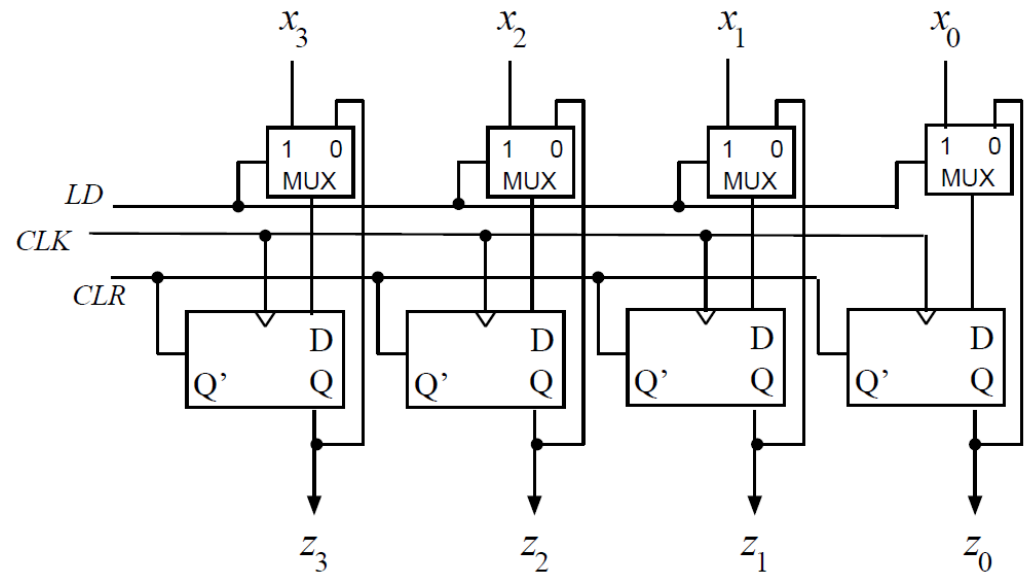 x3 x2 x1 x0
1 0 1 0 1 0 1 0
MUX MUX MUX MUX
LD
CLK
CLR
D D D D
Q’ Q Q’ Q Q’ Q Q’ Q
z3 z2 z1 z0